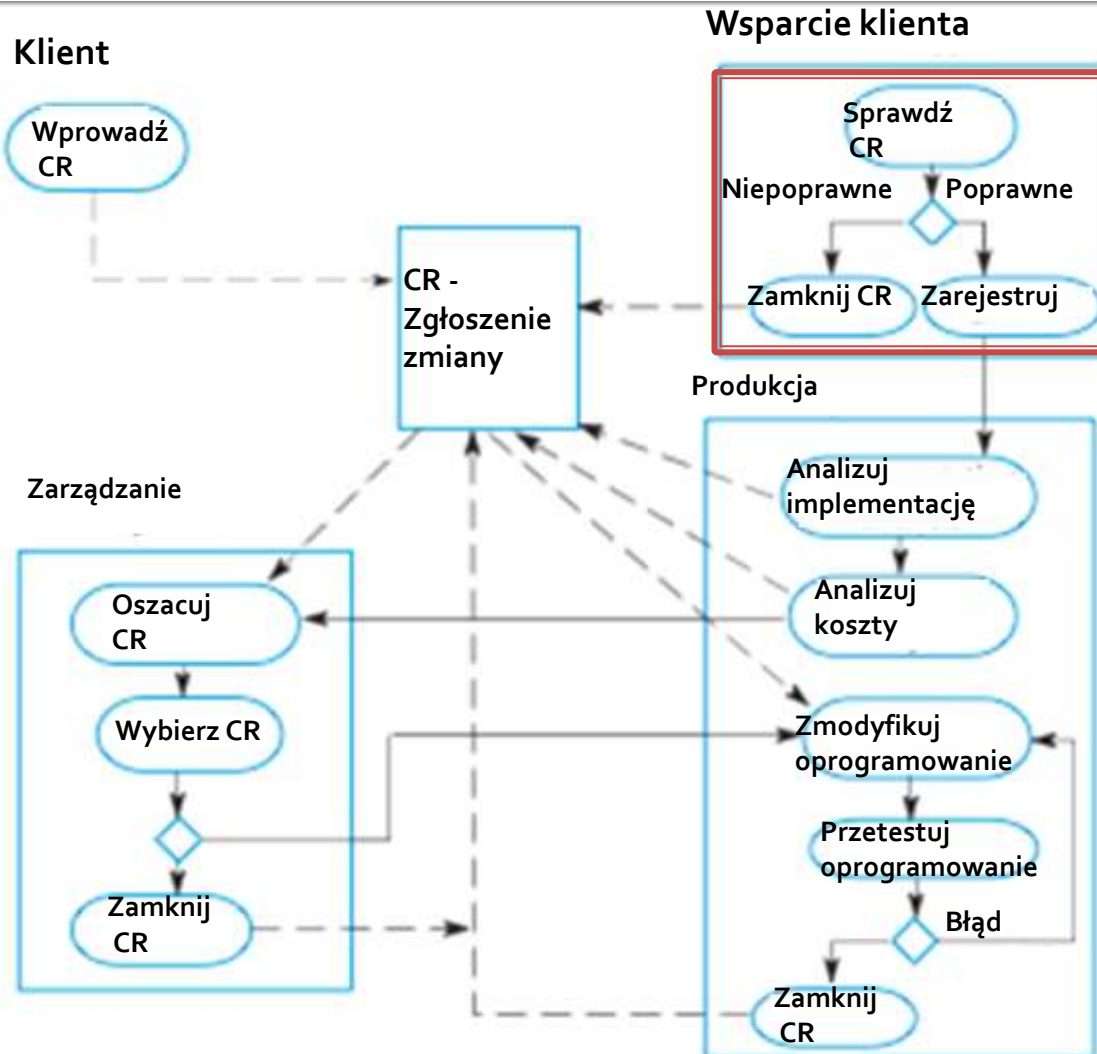 Klient
Wprowadź
CR
Wsparcie klienta
Sprawdź
CR
Niepoprawne
Poprawne
Zamknij CR
Zarejestruj
CR -
Zgłoszenie
zmiany
Produkcja
Analizuj
implementację
Analizuj
koszty
Zmodyfikuj
oprogramowanie
Przetestuj
oprogramowanie
Błąd
Zamknij
CR
Zarządzanie
Oszacuj
CR
Wybierz CR
Zamknij
CR